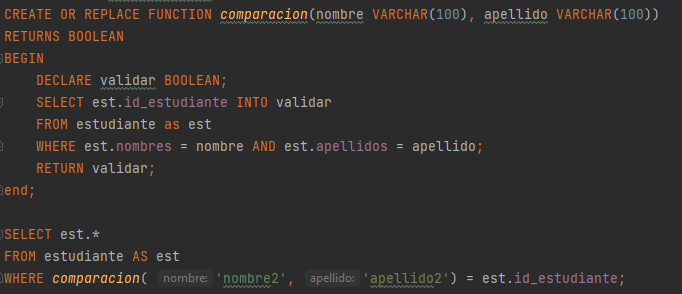 CREATE OR REPLACE FUNCTION comparacion(nombre VARCHAR(100), apellido VARCHAR(100))
RETURNS BOOLEAN
BEGIN
    DECLARE validar BOOLEAN;
    SELECT est.id_estudiante INTO validar
    FROM estudiante as est
    WHERE est.nombres = nombre AND est.apellidos = apellido;
    RETURN validar;
end;

SELECT est.*
FROM estudiante AS est
WHERE comparacion( nombre: 'nombre2', apellido: 'apellido2') = est.id_estudiante;